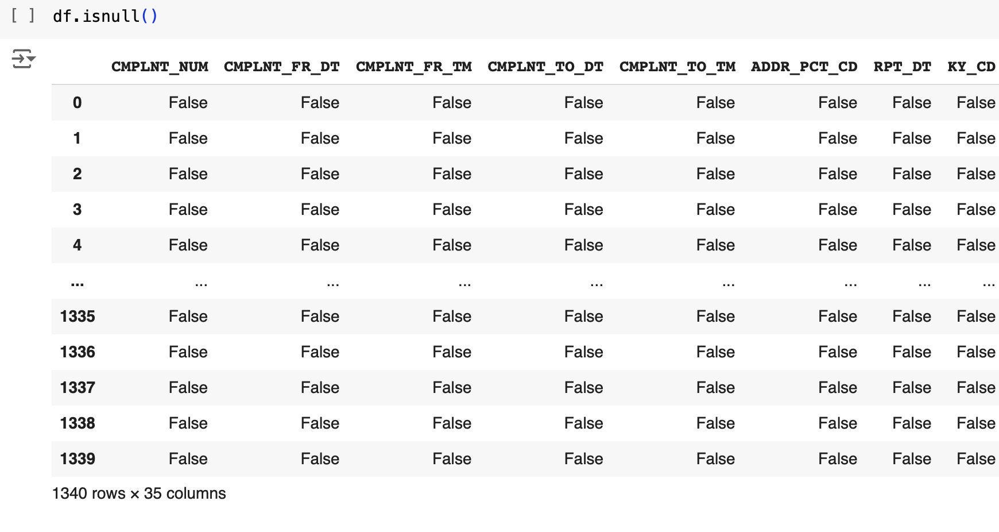 [ ] df.isnull()
CMPLNT_NUM CMPLNT_FR_DT CMPLNT_FR_TM CMPLNT_TO_DT CMPLNT_TO_TM ADDR_PCT_CD RPT_DT KY_CD
0 False False False False False False False False
1 False False False False False False False False
2 False False False False False False False False
3 False False False False False False False False
4 False False False False False False False False
... ... ... ... ... ... ... ... ...
1335 False False False False False False False False
1336 False False False False False False False False
1337 False False False False False False False False
1338 False False False False False False False False
1339 False False False False False False False False
1340 rows × 35 columns